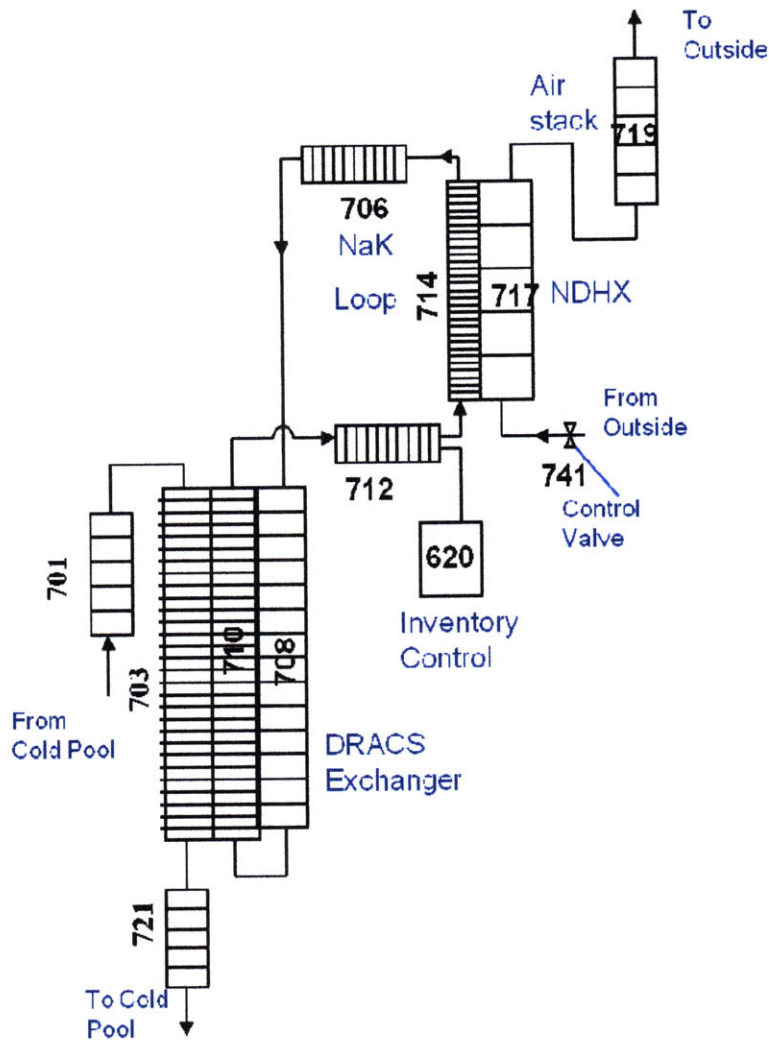 To
Outside
Air
stack
719
706
NaK
Loop
714
717 NDHX
From
Outside
741
Control
Valve
712
620
Inventory
Control
701
703
710
708
From
Cold Pool
DRACS
Exchanger
721
To Cold
Pool